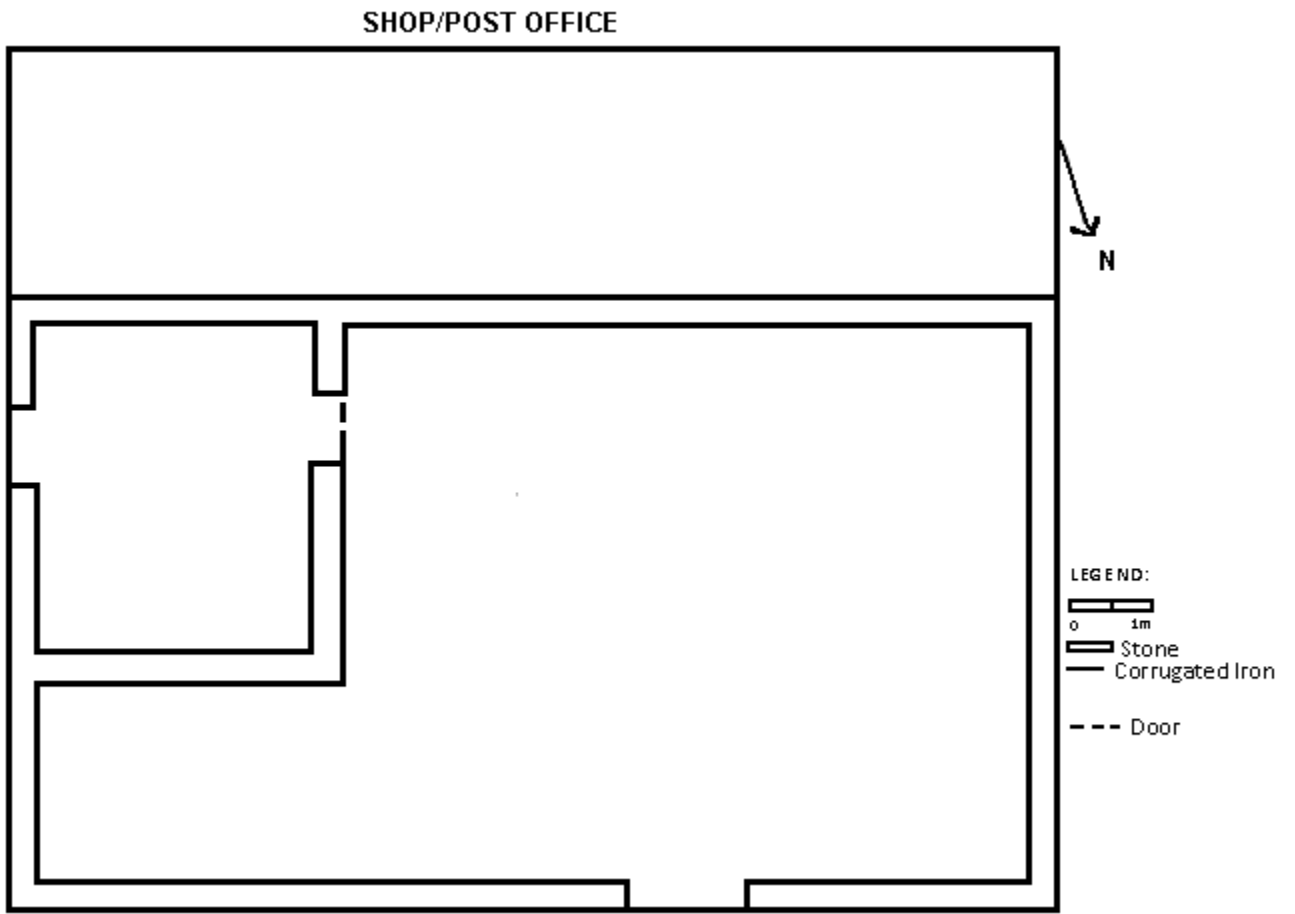 SHOP/POST OFFICE
N
LEGEND:
0 1m
Stone
Corrugated Iron
Door